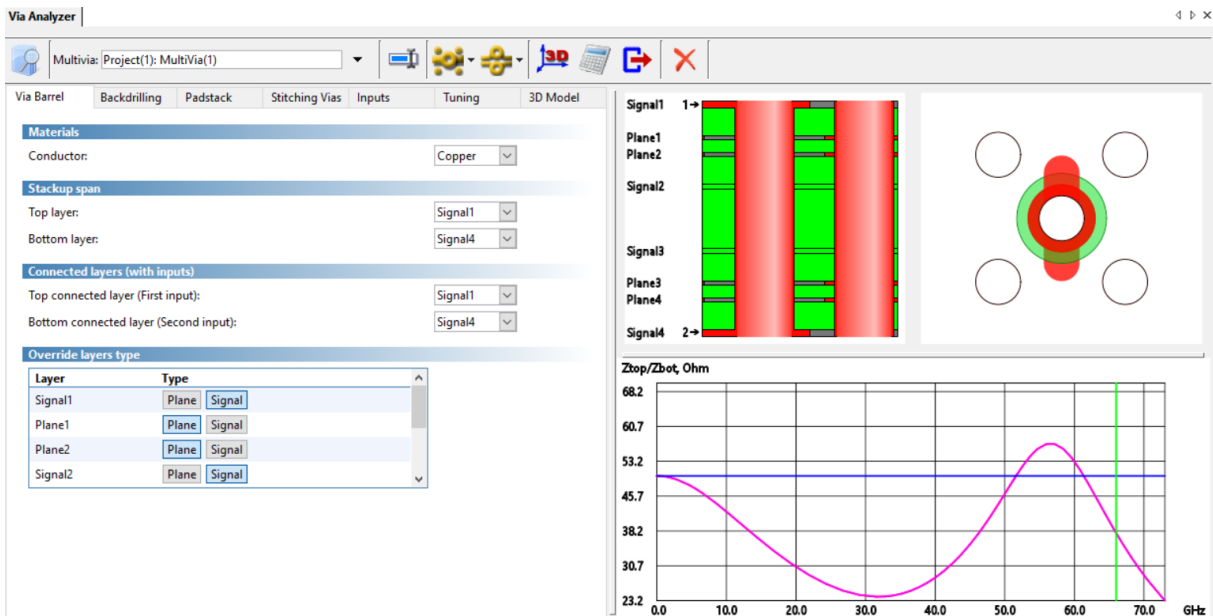 Via Analyzer
Multivia: Project(1): MultiVia(1)
3D
Via Barrel Backdrilling Padstack Stitching Vias Inputs Tuning 3D Model
Materials
Conductor: Copper
Stackup span
Top layer: Signal1
Bottom layer: Signal4
Connected layers (with inputs)
Top connected layer (First input): Signal1
Bottom connected layer (Second input): Signal4
Override layers type
Layer Type
Signal1 Plane Signal
Plane1 Plane Signal
Plane2 Plane Signal
Signal2 Plane Signal
Signal1 1→
Plane1
Plane2
Signal2
Signal3
Plane3
Plane4
Signal4 2→
Ztop/Zbot, Ohm
68.2
60.7
53.2
45.7
38.2
30.7
23.2
0.0 10.0 20.0 30.0 40.0 50.0 60.0 70.0 GHz